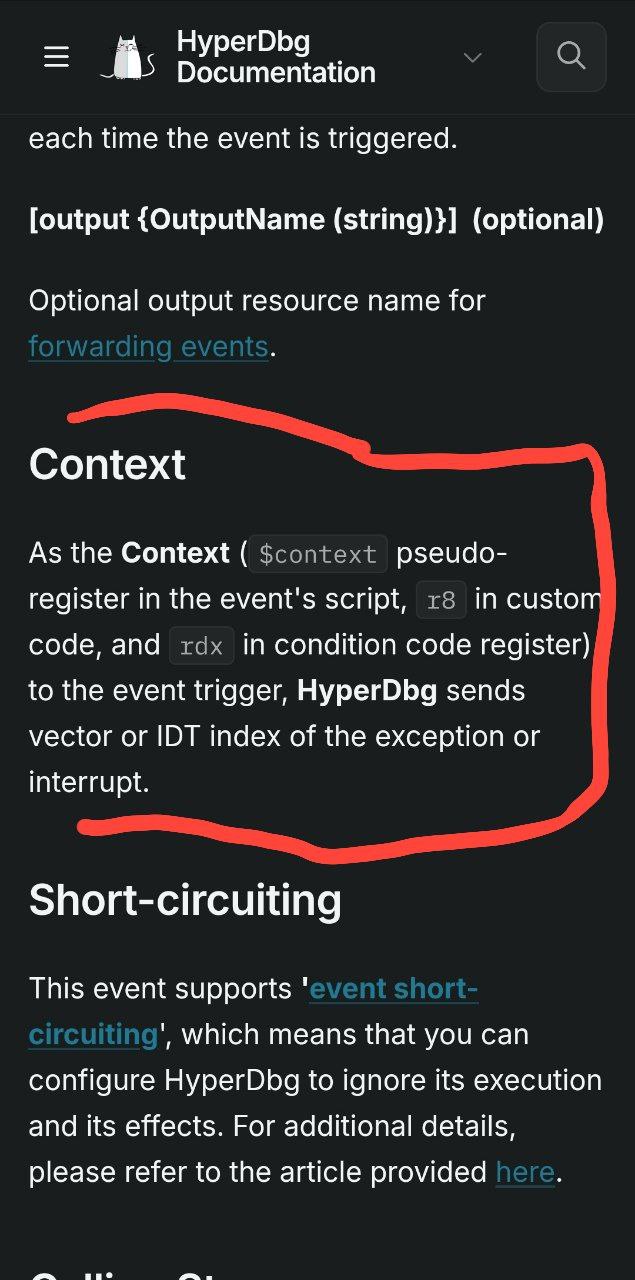 HyperDbg
Documentation
each time the event is triggered.
[output {OutputName (string)}] (optional)
Optional output resource name for
forwarding events.
Context
As the Context ($context pseudo-
register in the event's script, r8 in custom
code, and rdx in condition code register)
to the event trigger, HyperDbg sends
vector or IDT index of the exception or
interrupt.
Short-circuiting
This event supports 'event short-
circuiting', which means that you can
configure HyperDbg to ignore its execution
and its effects. For additional details,
please refer to the article provided here.